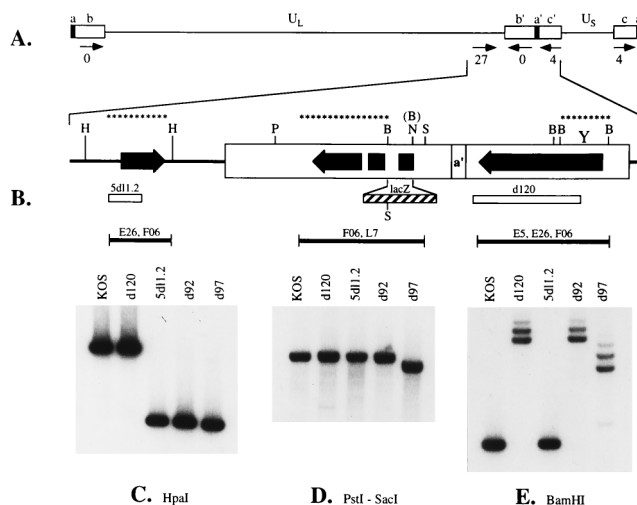 A. a b U_L b' a' c' U_S c a
0 27 0 4 4
H H P B (B) N S B B Y B
a'
B. 5dl1.2 lacZ d120
S
E26, F06 F06, L7 E5, E26, F06
KOS d120 5dl1.2 d92 d97 KOS d120 5dl1.2 d92 d97 KOS d120 5dl1.2 d92 d97
C. HpaI D. PstI - SacI E. BamHI